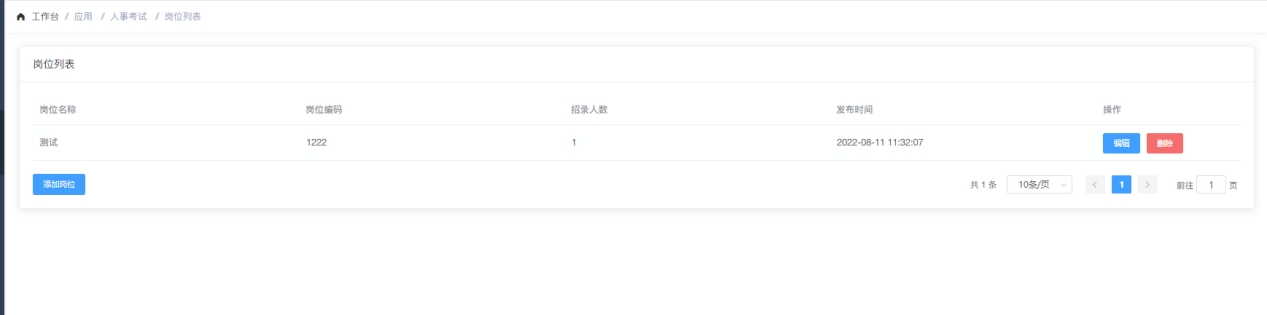 工作台 / 应用 / 人事考试 / 岗位列表
岗位列表
岗位名称 岗位编码 招录人数 发布时间 操作
测试 1222 1 2022-08-11 11:32:07 编辑 删除
添加岗位 共 1 条 10条/页 1 前往 1 页